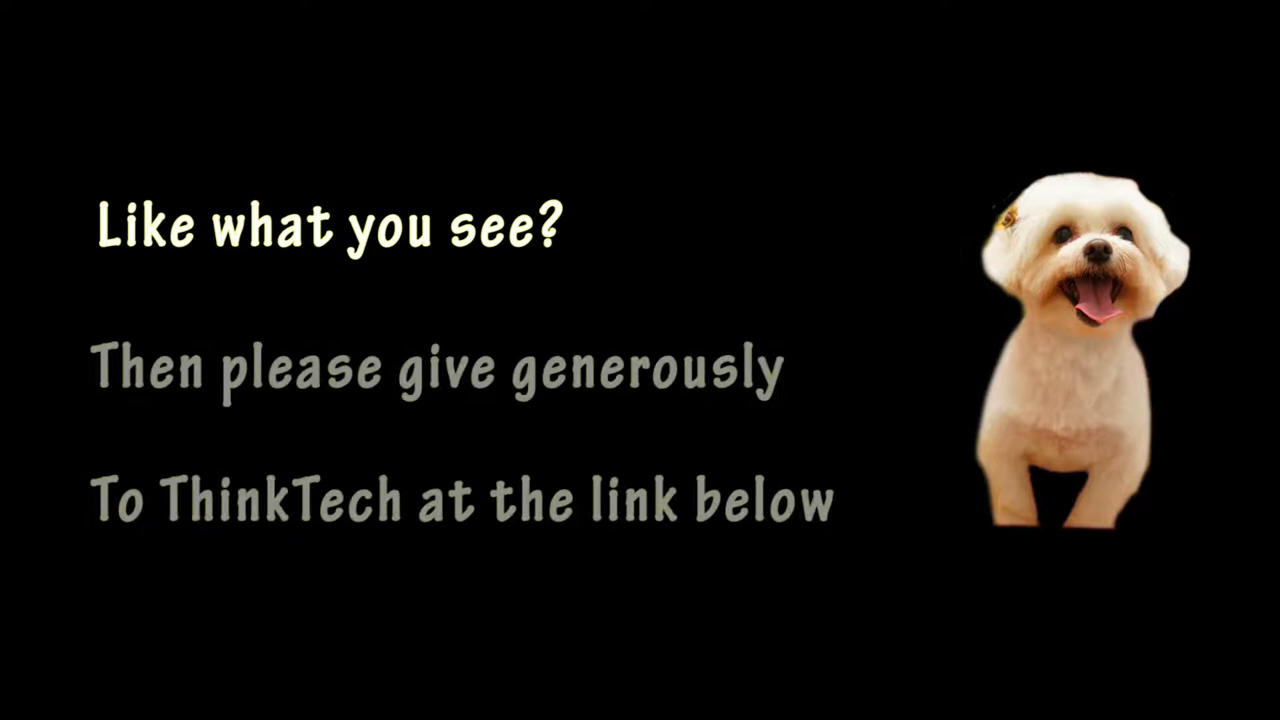 Like what you see?
Then please give generously
To ThinkTech at the link below